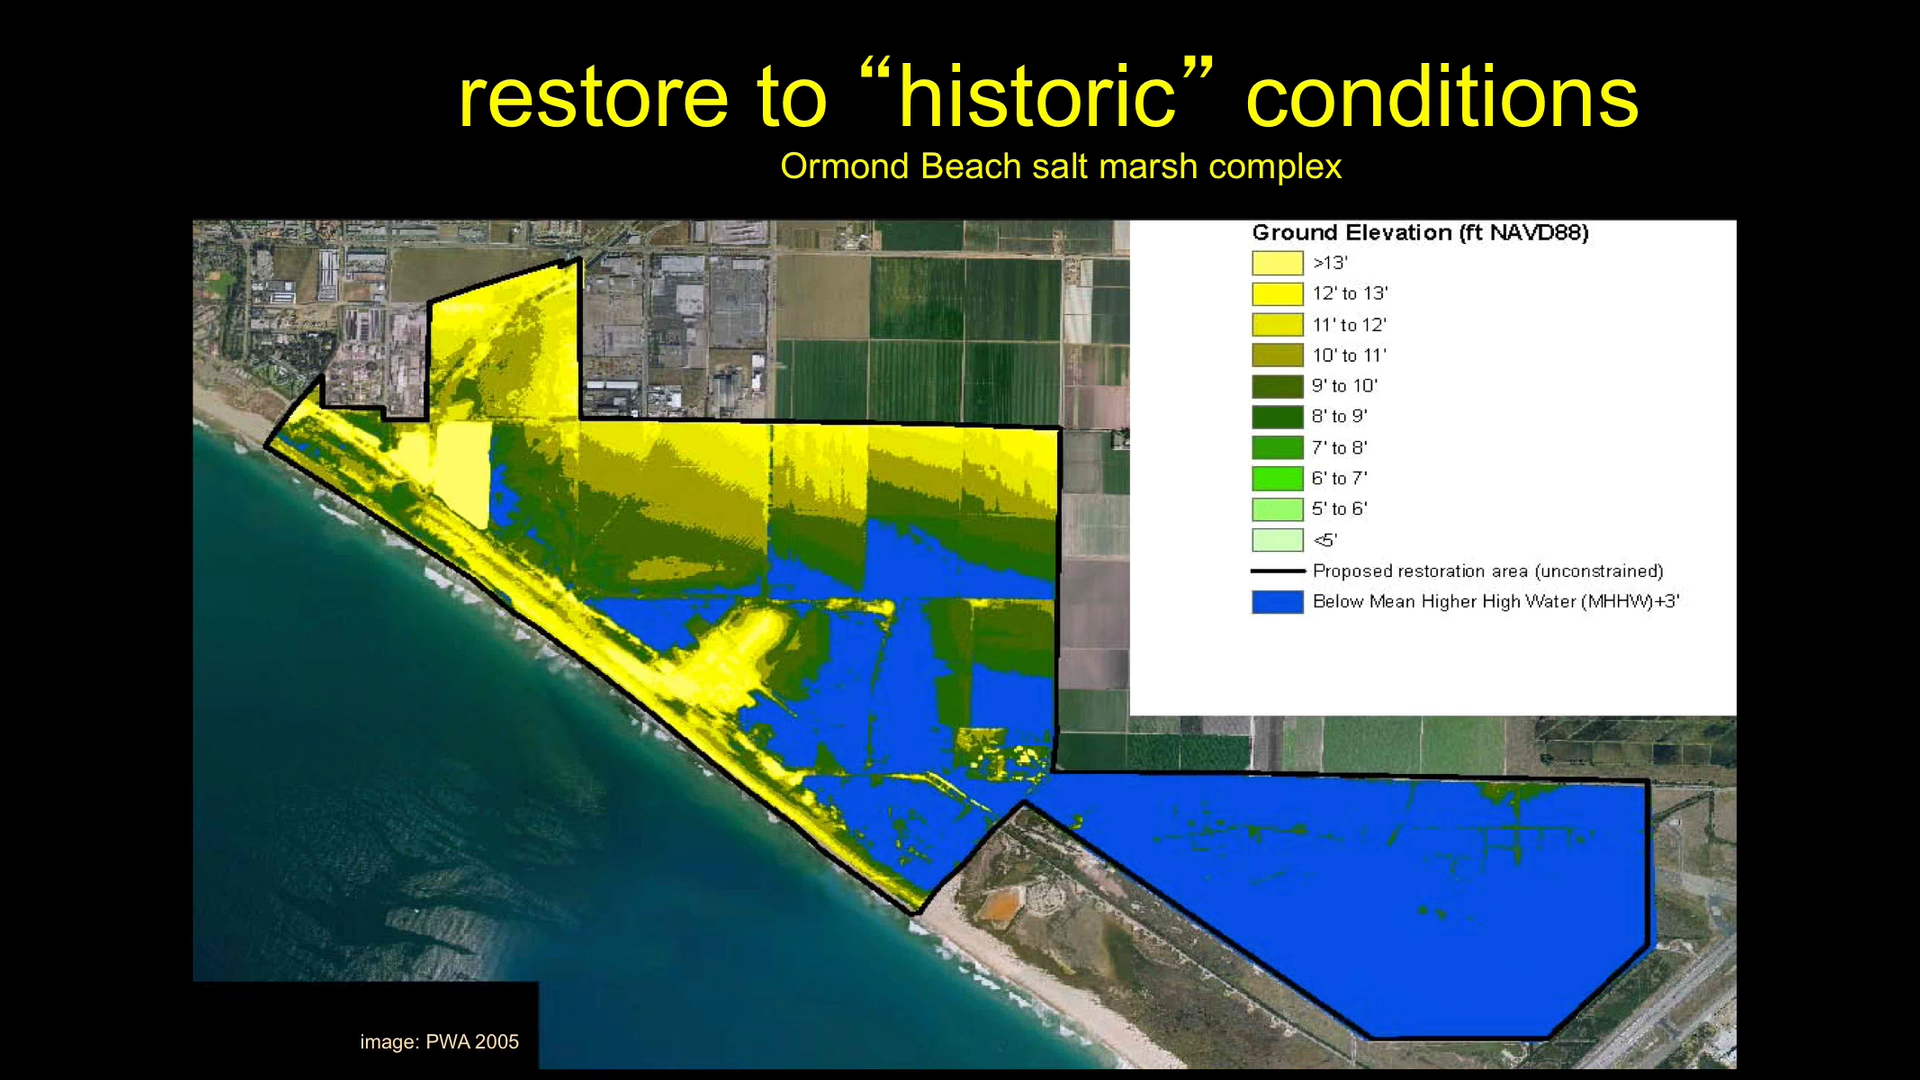 restore to “historic” conditions
Ormond Beach salt marsh complex
Ground Elevation (ft NAVD88)
>13'
12' to 13'
11' to 12'
10' to 11'
9' to 10'
8' to 9'
7' to 8'
6' to 7'
5' to 6'
<5'
Proposed restoration area (unconstrained)
Below Mean Higher High Water (MHHW)+3'
image: PWA 2005